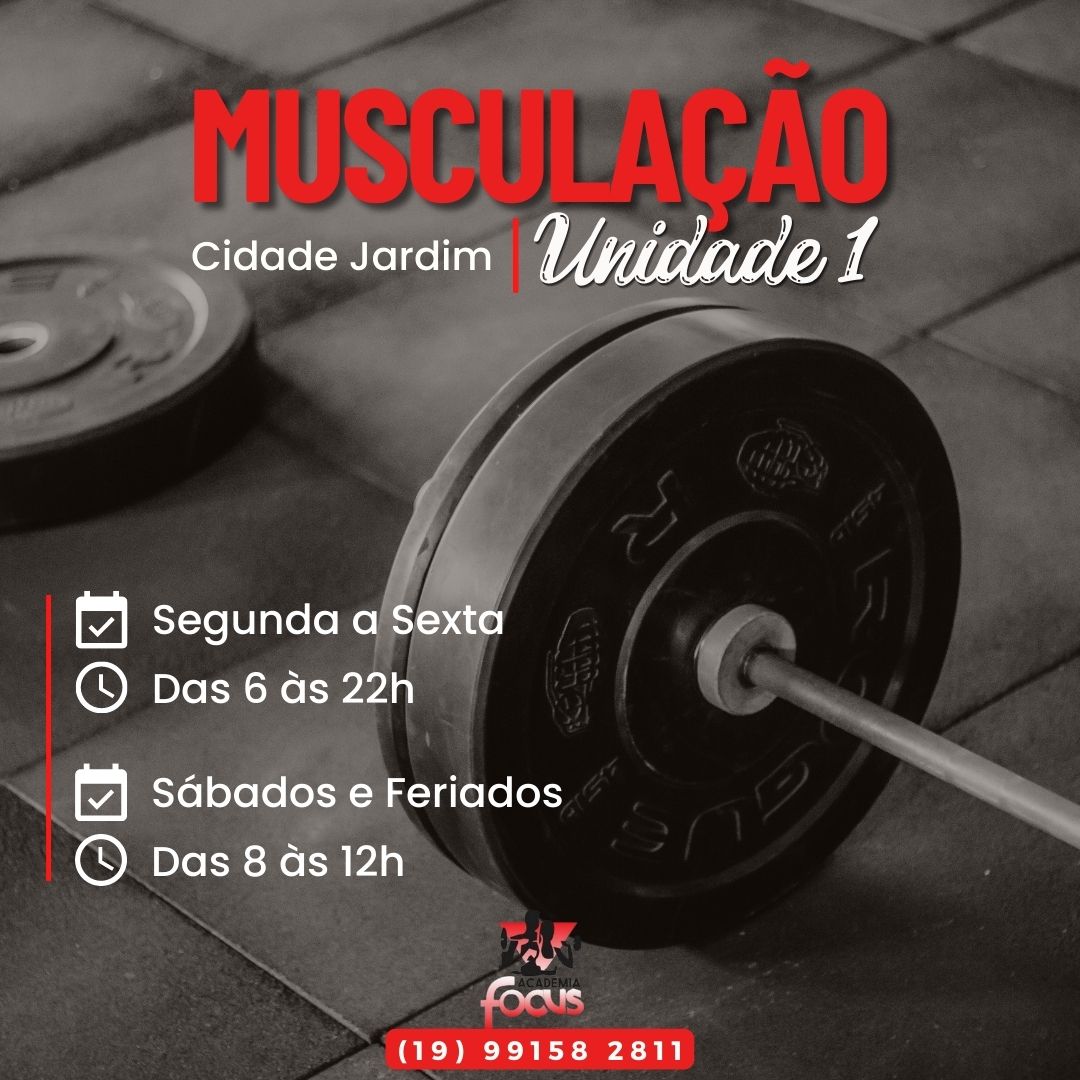 MUSCULAÇÃO
Cidade Jardim
Unidade 1
Segunda a Sexta
Das 6 às 22h
Sábados e Feriados
Das 8 às 12h
ACADEMIA
focus
(19) 99158 2811